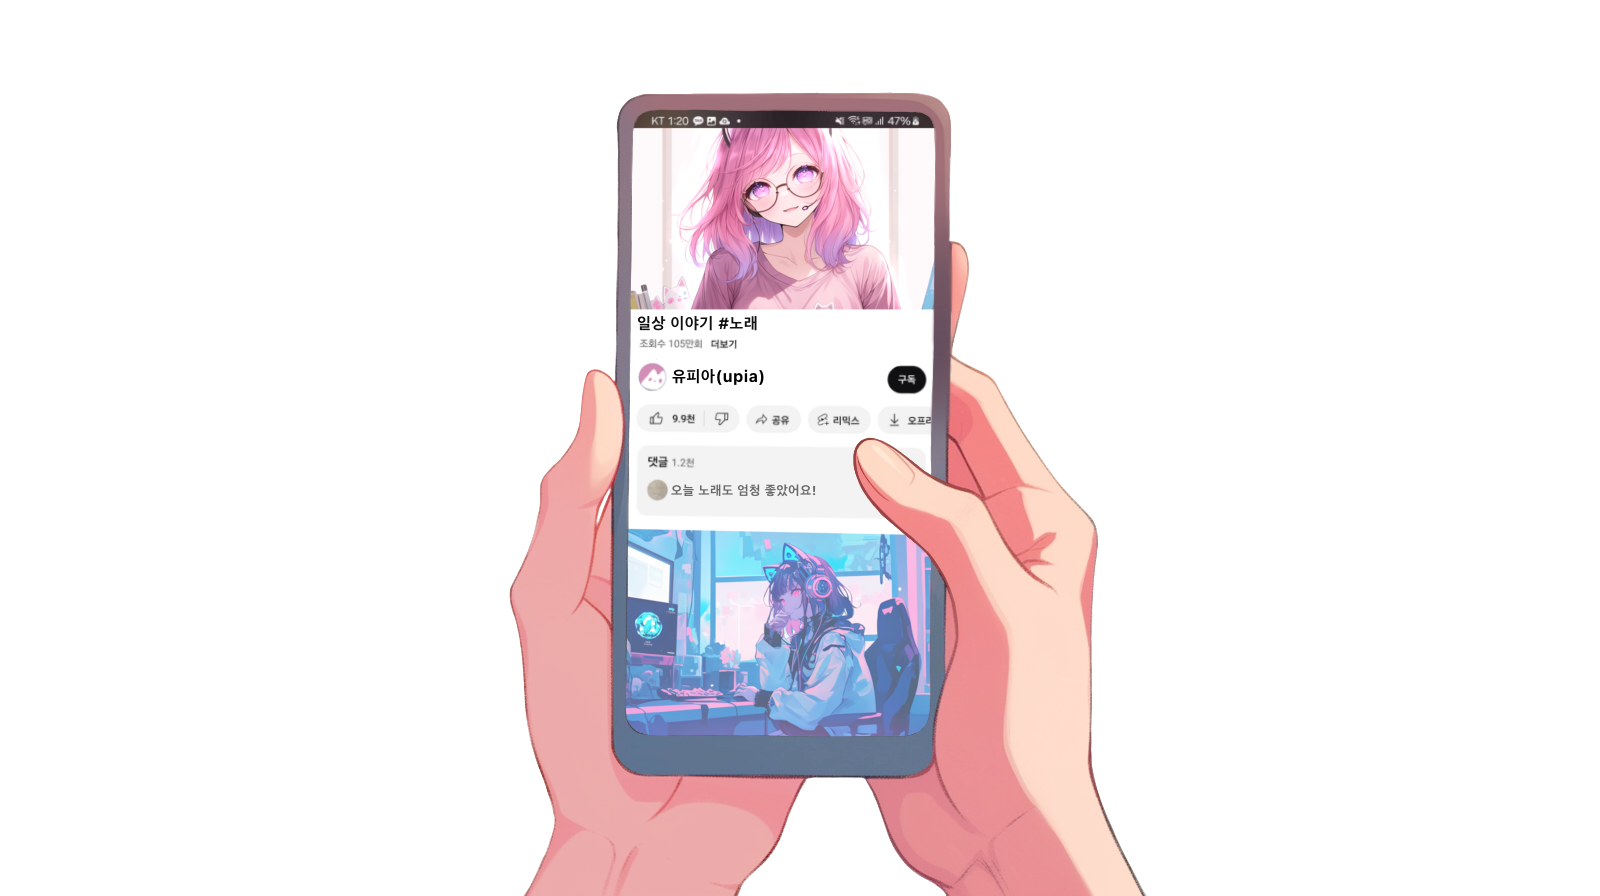 KT 1:20 47%
일상 이야기 #노래
조회수 105만회 더보기
유피아(upia) 구독
9.9천 공유 리믹스 오프라
댓글 1.2천
오늘 노래도 엄청 좋았어요!